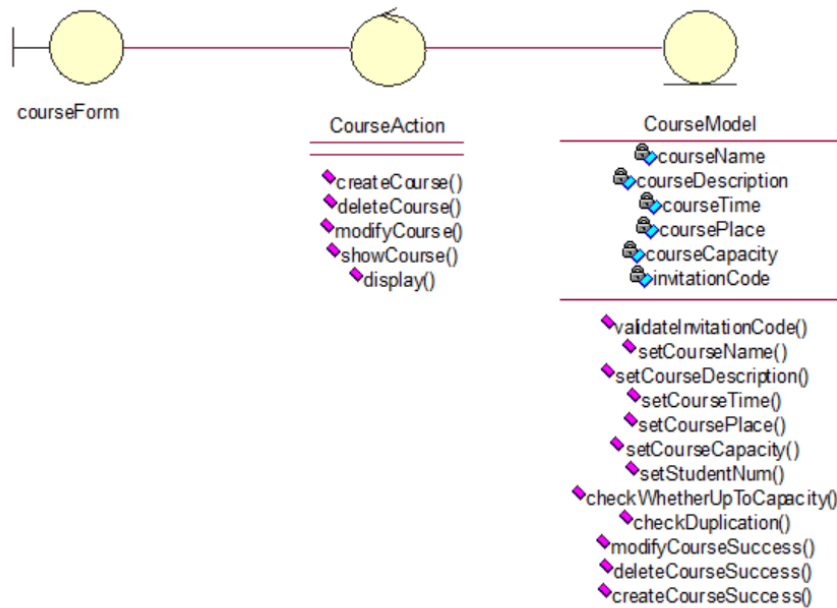 courseForm
CourseAction
createCourse()
deleteCourse()
modifyCourse()
showCourse()
display()
CourseModel
courseName
courseDescription
courseTime
coursePlace
courseCapacity
invitationCode
validateInvitationCode()
setCourseName()
setCourseDescription()
setCourseTime()
setCoursePlace()
setCourseCapacity()
setStudentNum()
checkWhetherUpToCapacity()
checkDuplication()
modifyCourseSuccess()
deleteCourseSuccess()
createCourseSuccess()